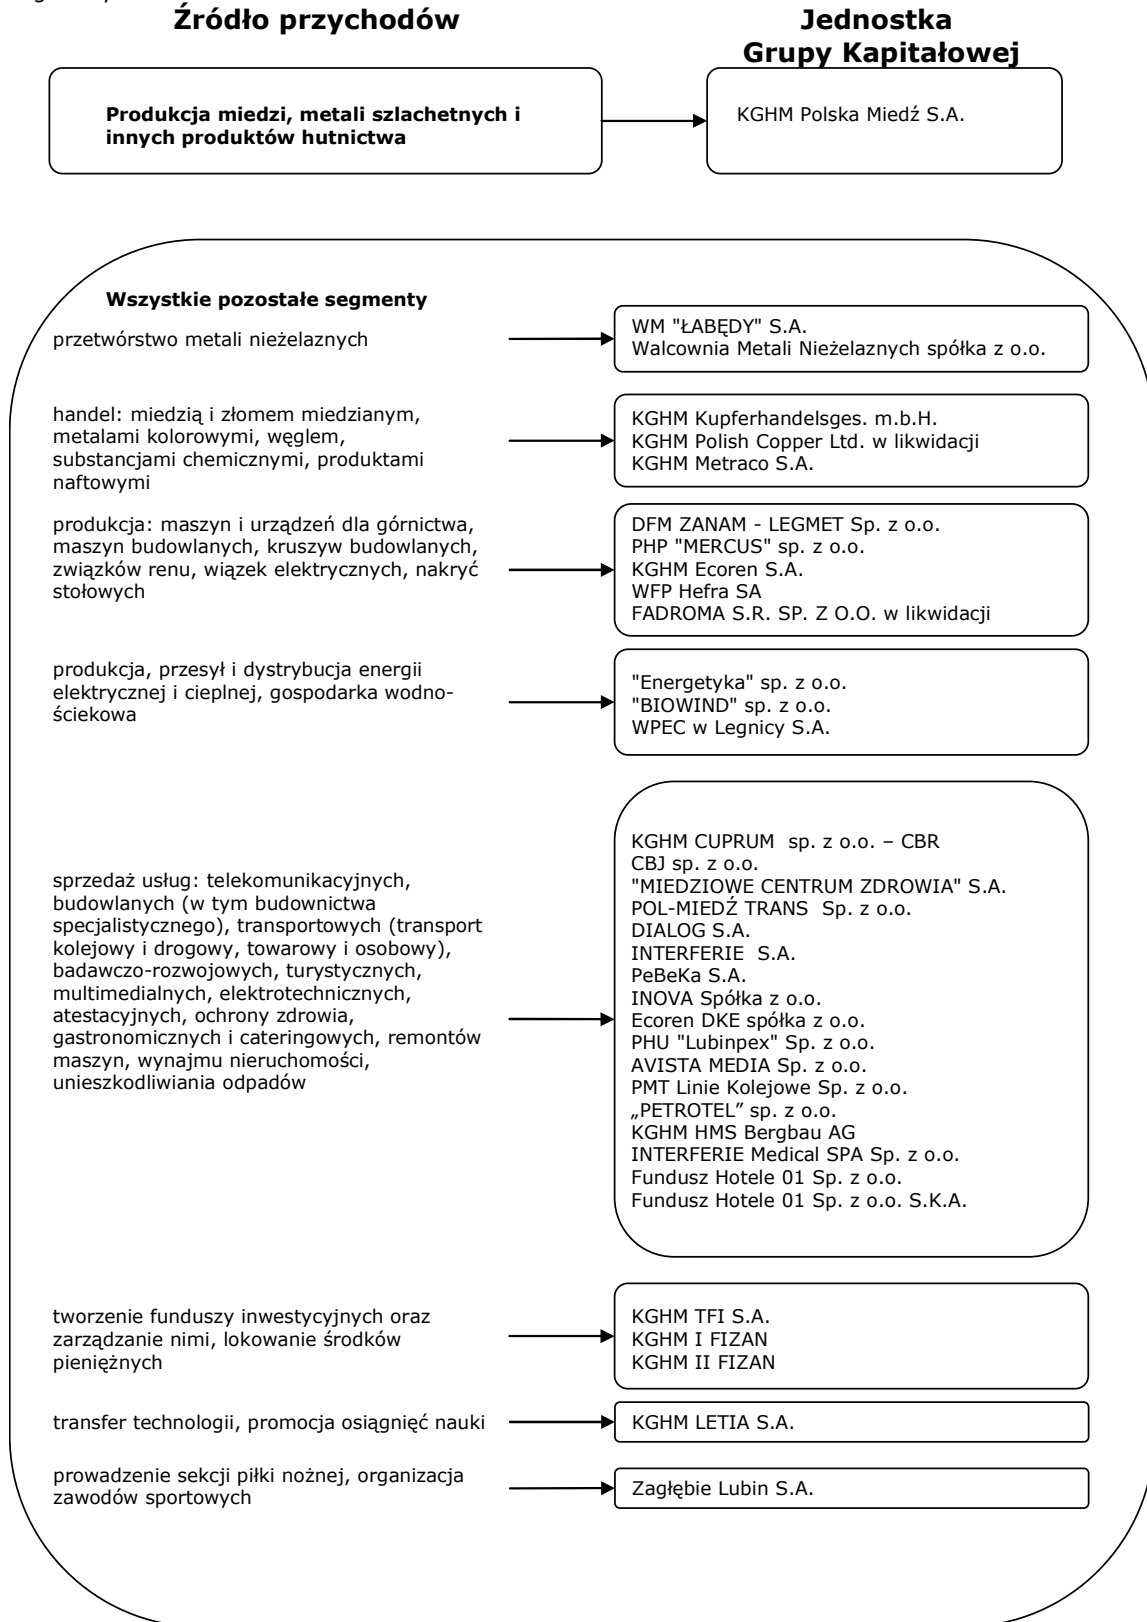 Źródło przychodów
Jednostka
Grupy Kapitałowej
Produkcja miedzi, metali szlachetnych i
innych produktów hutnictwa
KGHM Polska Miedź S.A.
Wszystkie pozostałe segmenty
przetwórstwo metali nieżelaznych
WM "ŁABĘDY" S.A.
Walcownia Metali Nieżelaznych spółka z o.o.
handel: miedzią i złomem miedzianym,
metalami kolorowymi, węglem,
substancjami chemicznymi, produktami
naftowymi
KGHM Kupferhandelsges. m.b.H.
KGHM Polish Copper Ltd. w likwidacji
KGHM Metraco S.A.
produkcja: maszyn i urządzeń dla górnictwa,
maszyn budowlanych, kruszyw budowlanych,
związków renu, wiązek elektrycznych, nakryć
stołowych
DFM ZANAM - LEGMET Sp. z o.o.
PHP "MERCUS" sp. z o.o.
KGHM Ecoren S.A.
WFP Hefra SA
FADROMA S.R. SP. Z O.O. w likwidacji
produkcja, przesył i dystrybucja energii
elektrycznej i cieplnej, gospodarka wodno-
ściekowa
"Energetyka" sp. z o.o.
"BIOWIND" sp. z o.o.
WPEC w Legnicy S.A.
sprzedaż usług: telekomunikacyjnych,
budowlanych (w tym budownictwa
specjalistycznego), transportowych (transport
kolejowy i drogowy, towarowy i osobowy),
badawczo-rozwojowych, turystycznych,
multimedialnych, elektrotechnicznych,
atestacyjnych, ochrony zdrowia,
gastronomicznych i cateringowych, remontów
maszyn, wynajmu nieruchomości,
unieszkodliwiania odpadów
KGHM CUPRUM sp. z o.o. – CBR
CBJ sp. z o.o.
"MIEDZIOWE CENTRUM ZDROWIA" S.A.
POL-MIEDŹ TRANS Sp. z o.o.
DIALOG S.A.
INTERFERIE S.A.
PeBeKa S.A.
INOVA Spółka z o.o.
Ecoren DKE spółka z o.o.
PHU "Lubinpex" Sp. z o.o.
AVISTA MEDIA Sp. z o.o.
PMT Linie Kolejowe Sp. z o.o.
„PETROTEL” sp. z o.o.
KGHM HMS Bergbau AG
INTERFERIE Medical SPA Sp. z o.o.
Fundusz Hotele 01 Sp. z o.o.
Fundusz Hotele 01 Sp. z o.o. S.K.A.
tworzenie funduszy inwestycyjnych oraz
zarządzanie nimi, lokowanie środków
pieniężnych
KGHM TFI S.A.
KGHM I FIZAN
KGHM II FIZAN
transfer technologii, promocja osiągnięć nauki
KGHM LETIA S.A.
prowadzenie sekcji piłki nożnej, organizacja
zawodów sportowych
Zagłębie Lubin S.A.